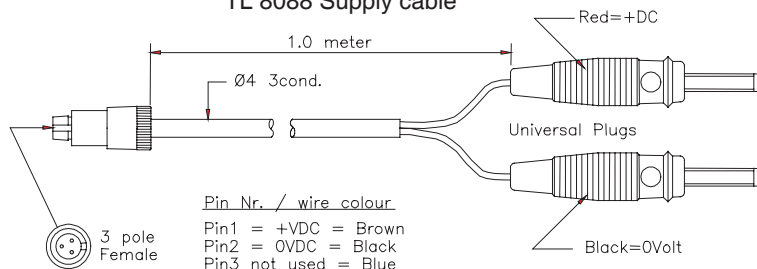 TL 8088 Supply cable
Red=+DC
1.0 meter
Ø4 3cond.
Universal Plugs
Pin Nr. / wire colour
Pin1 = +VDC = Brown
Pin2 = 0VDC = Black
Pin3 not used = Blue
3 pole
Female
Black=0Volt